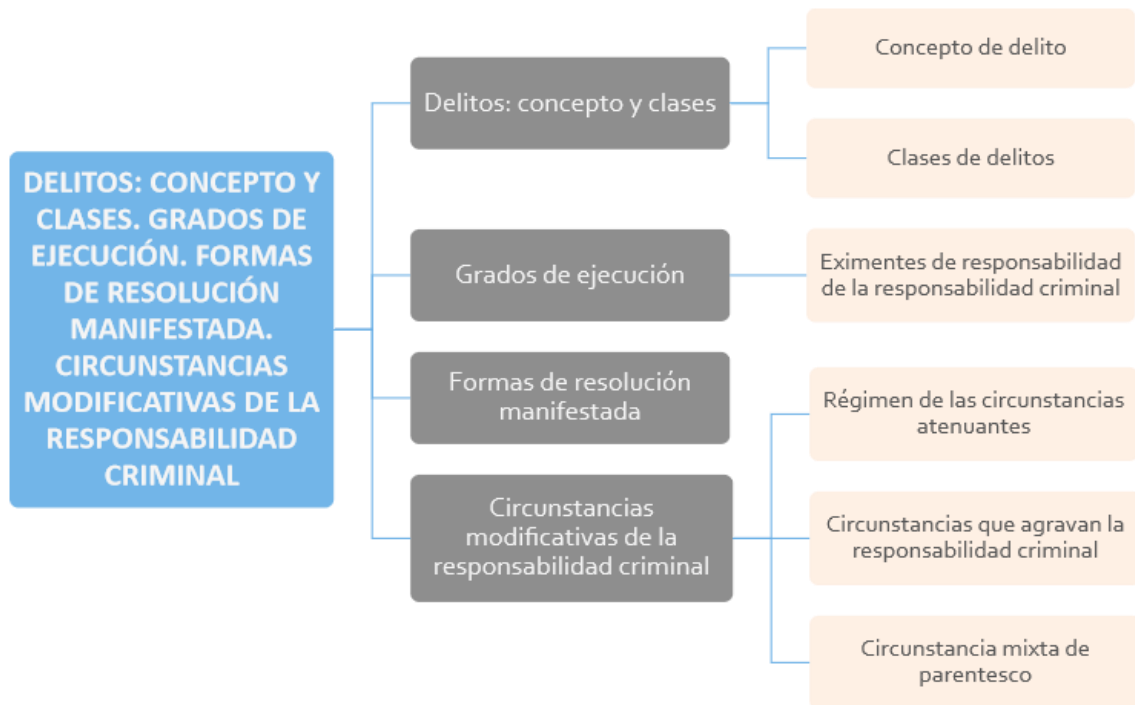 DELITOS: CONCEPTO Y
CLASES. GRADOS DE
EJECUCIÓN. FORMAS
DE RESOLUCIÓN
MANIFESTADA.
CIRCUNSTANCIAS
MODIFICATIVAS DE LA
RESPONSABILIDAD
CRIMINAL
Delitos: concepto y clases
Concepto de delito
Clases de delitos
Grados de ejecución
Eximentes de responsabilidad
de la responsabilidad criminal
Formas de resolución
manifestada
Circunstancias
modificativas de la
responsabilidad criminal
Régimen de las circunstancias
atenuantes
Circunstancias que agravan la
responsabilidad criminal
Circunstancia mixta de
parentesco